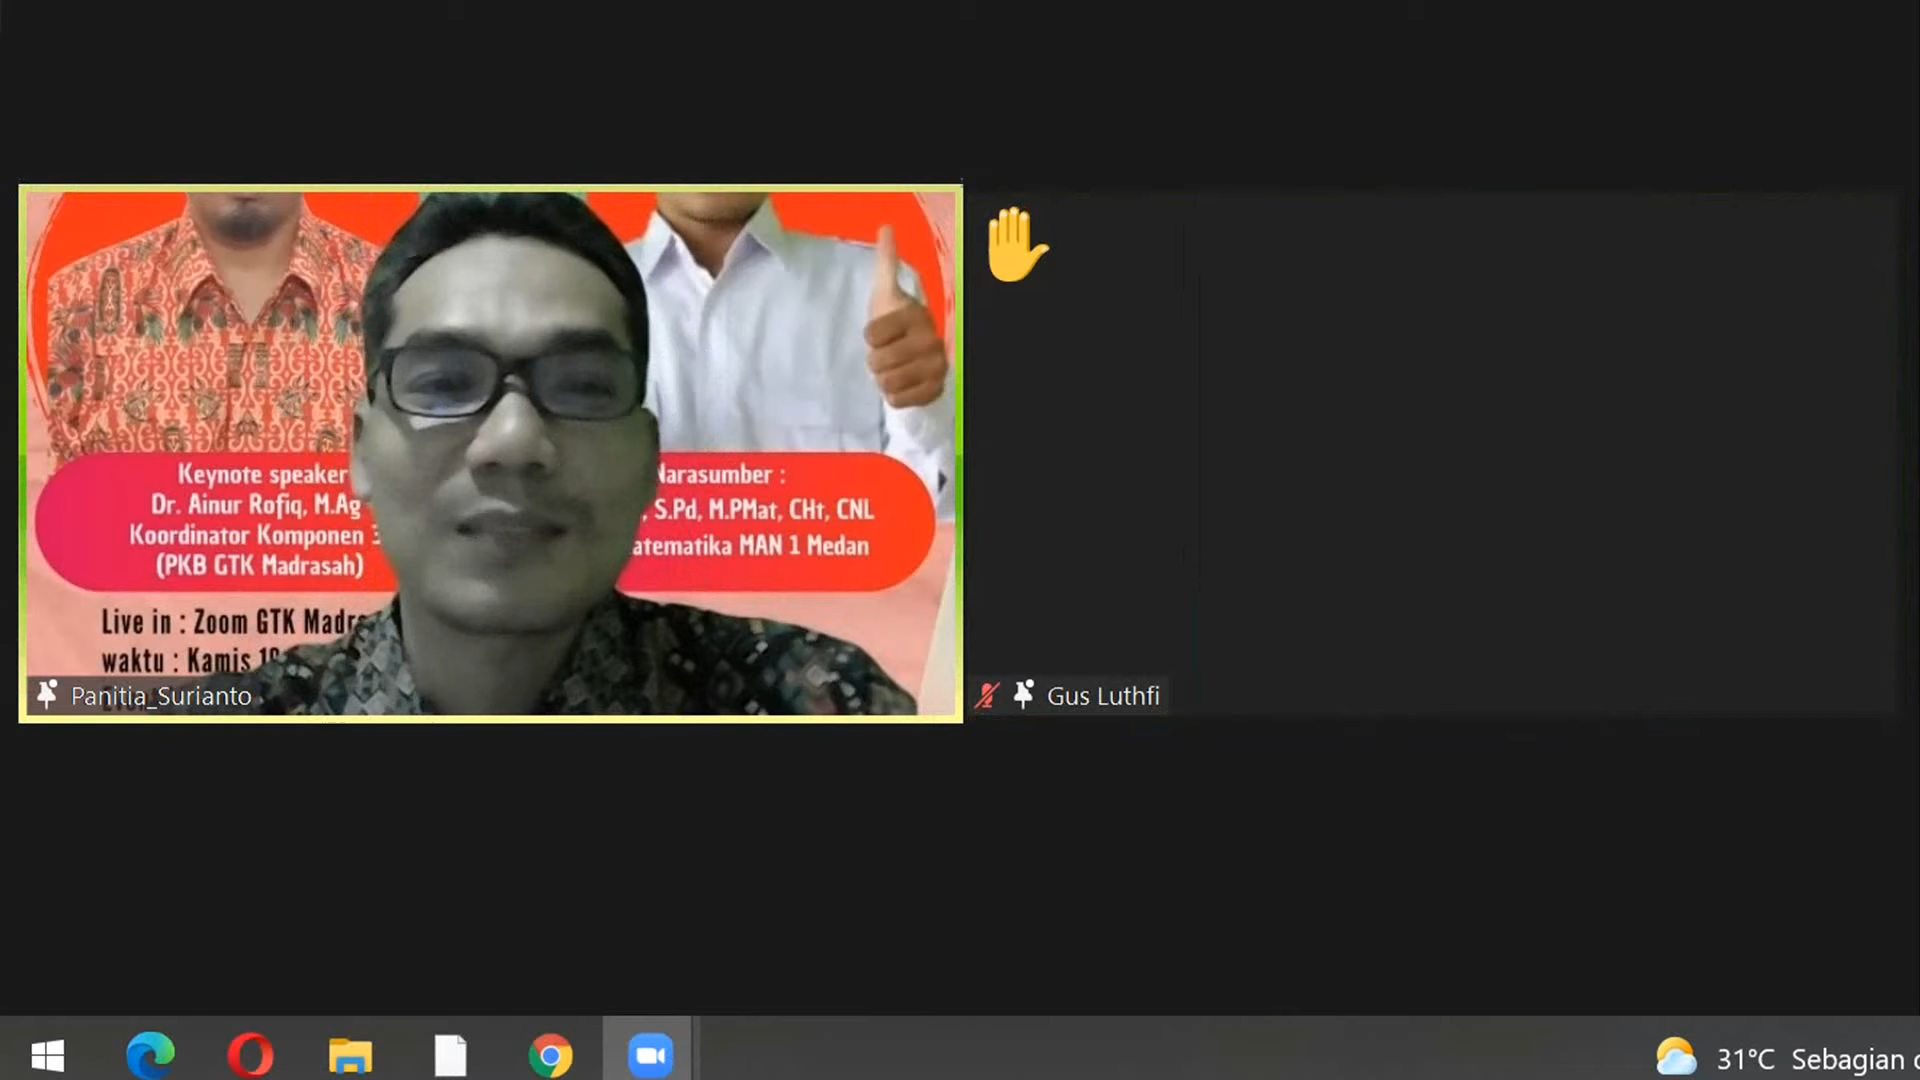 Keynote speaker
Dr. Ainur Rofiq, M.Ag
Koordinator Komponen
(PKB GTK Madrasah)
Narasumber :
, S.Pd, M.PMat, CHt, CNL
MAN 1 Medan
Live in : Zoom GTK
waktu : Kamis
Panitia_Surianto
Gus Luthfi
31°C Sebagian